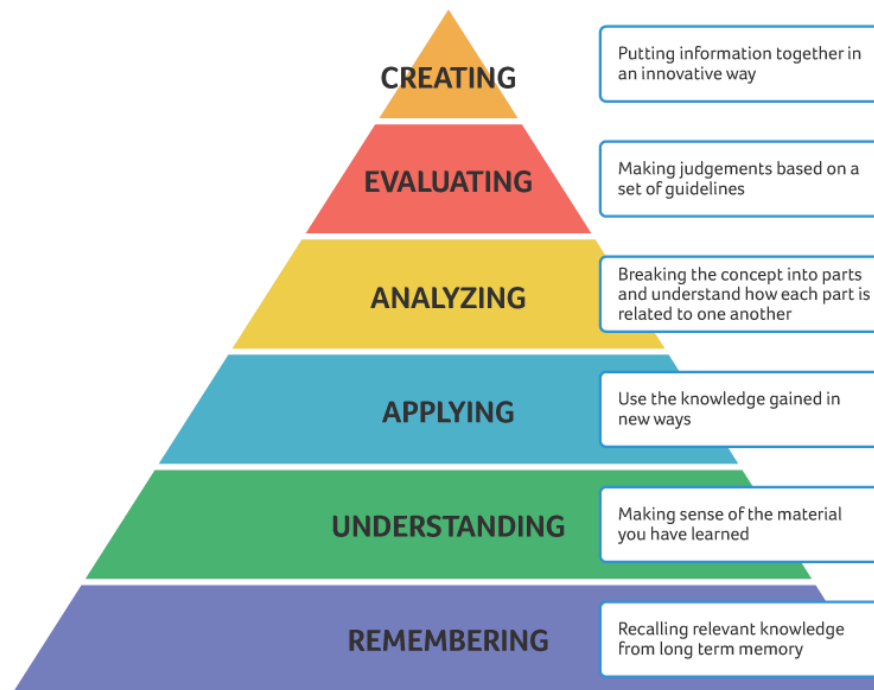 CREATING
Putting information together in
an innovative way
EVALUATING
Making judgements based on a
set of guidelines
ANALYZING
Breaking the concept into parts
and understand how each part is
related to one another
APPLYING
Use the knowledge gained in
new ways
UNDERSTANDING
Making sense of the material
you have learned
REMEMBERING
Recalling relevant knowledge
from long term memory